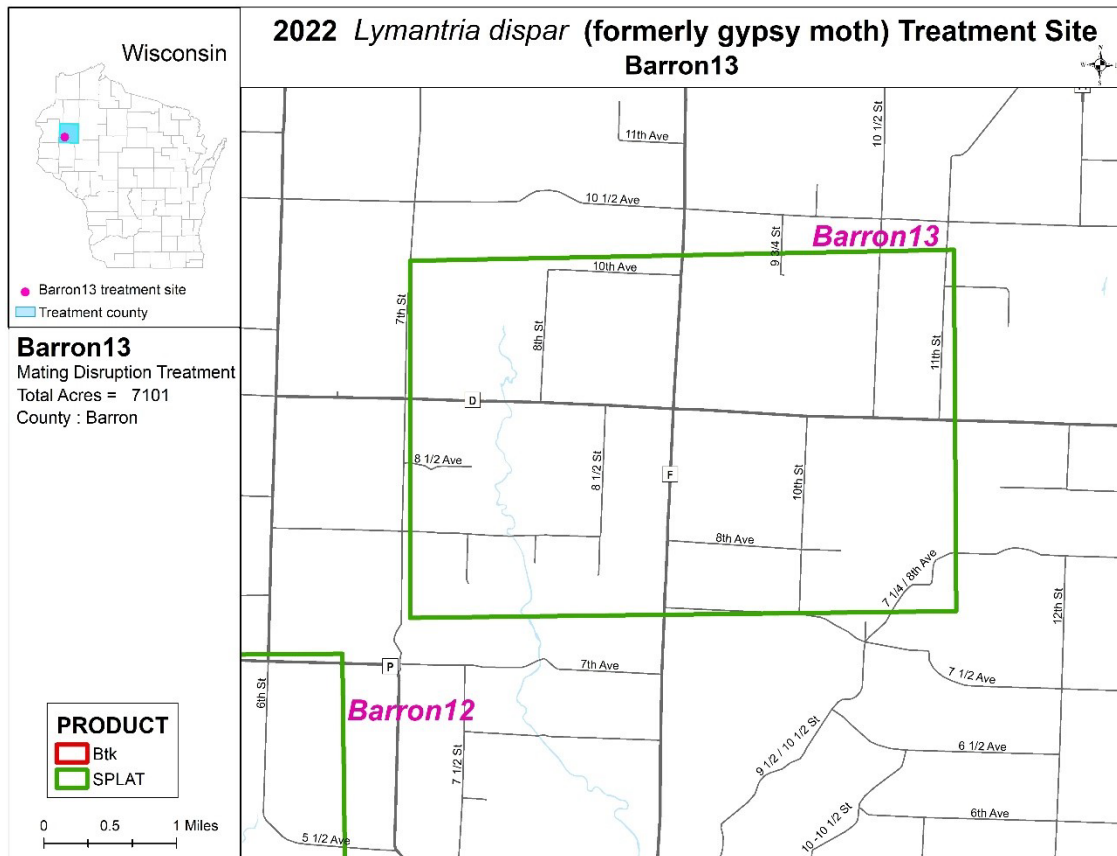 2022 Lymantria dispar (formerly gypsy moth) Treatment Site
Barron13
N
Wisconsin
Barron13 treatment site
Treatment county
Barron13
Mating Disruption Treatment
Total Acres = 7101
County : Barron
PRODUCT
Btk
SPLAT
0 0.5 1 Miles
11th Ave
10 1/2 St
10 1/2 Ave
9 3/4 St
Barron13
10th Ave
7th St
8th St
11th St
D
8 1/2 Ave
8 1/2 St
F
10th St
8th Ave
7 1/4 / 8th Ave
12th St
P
7th Ave
6th St
7 1/2 Ave
Barron12
7 1/2 St
9 1/2 / 10 1/2 St
6 1/2 Ave
10 -10 1/2 St
6th Ave
5 1/2 Ave